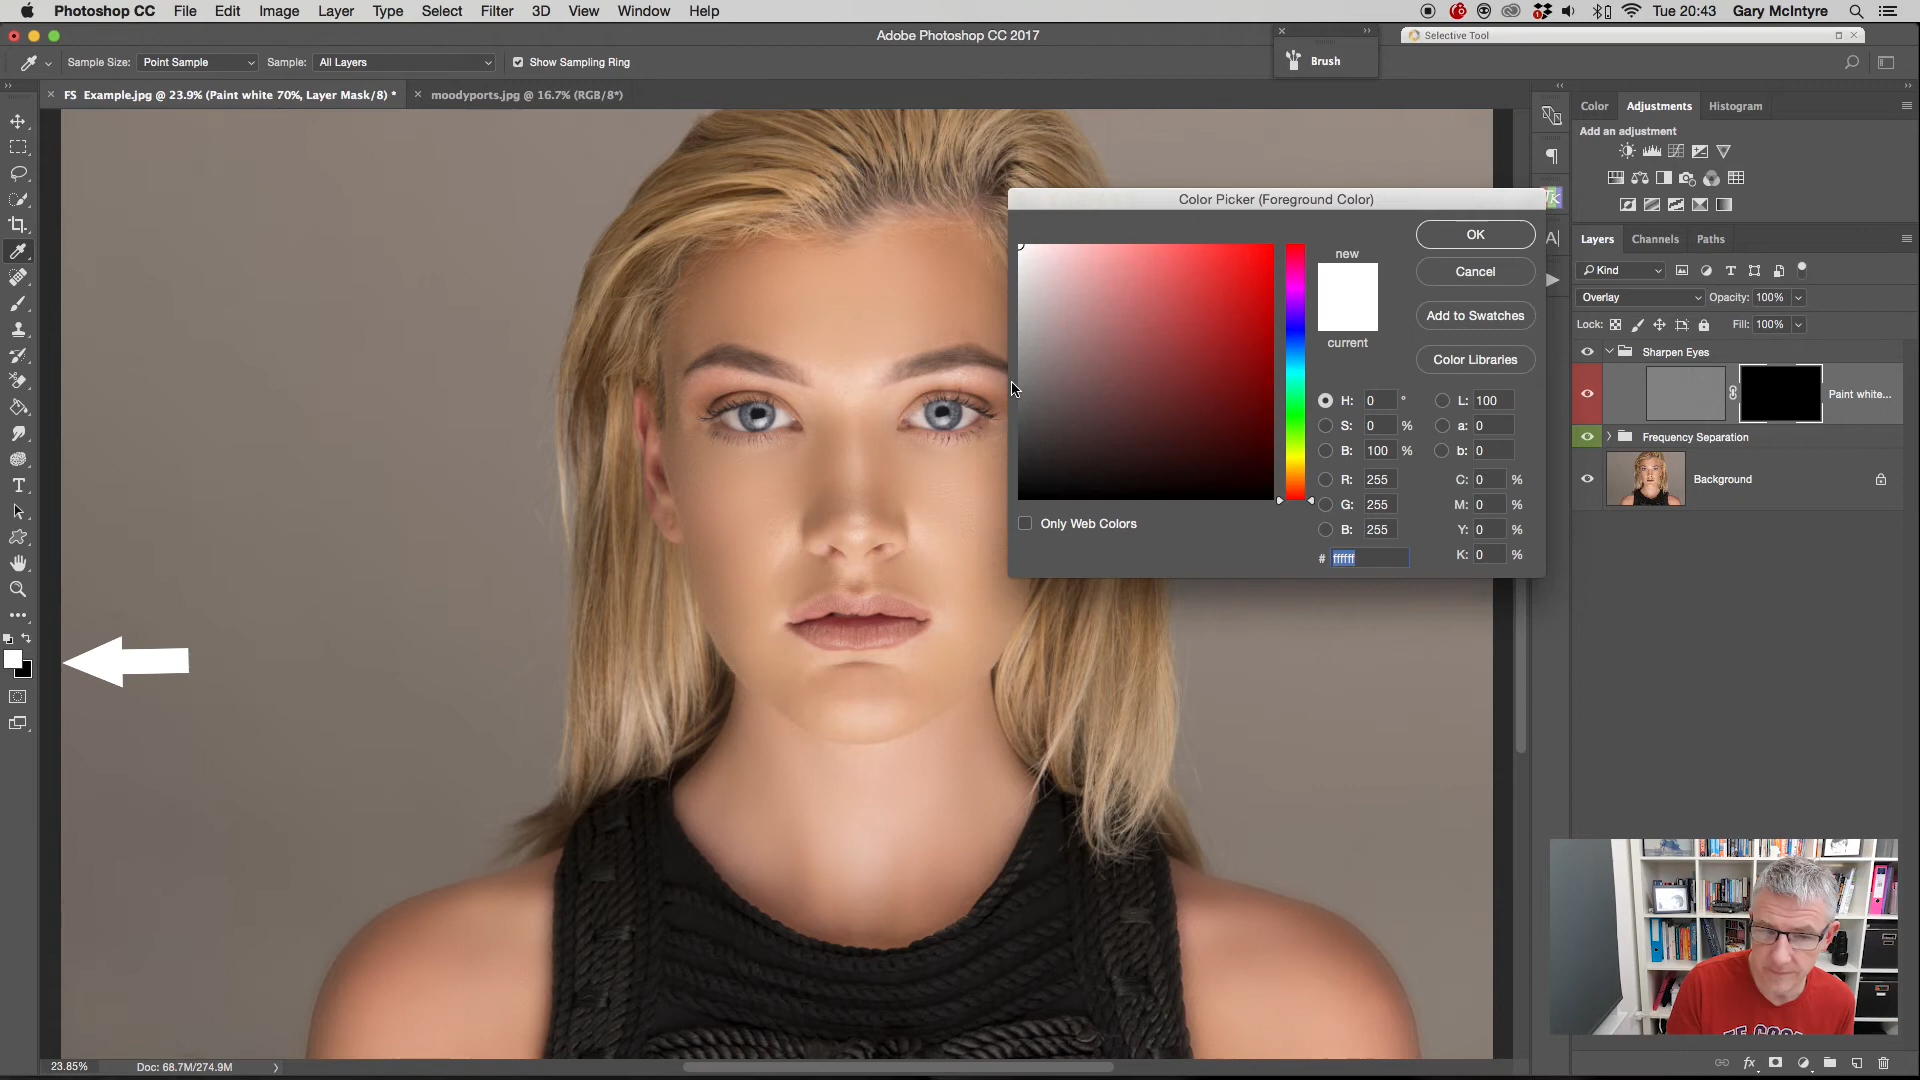 Photoshop CC File Edit Image Layer Type Select Filter 3D View Window Help
Tue 20:43 Gary McIntyre
Adobe Photoshop CC 2017
Selective Tool
Sample Size: Point Sample Sample: All Layers Show Sampling Ring
Brush
FS Example.jpg @ 23.9% (Paint white 70%, Layer Mask/8) *
moodyports.jpg @ 16.7% (RGB/8*)
Color Adjustments Histogram
Add an adjustment
Color Picker (Foreground Color)
new
current
OK
Cancel
Add to Swatches
Color Libraries
H: 0 °
S: 0 %
B: 100 %
R: 255
G: 255
B: 255
# ffffff
L: 100
a: 0
b: 0
C: 0 %
M: 0 %
Y: 0 %
K: 0 %
Only Web Colors
Layers Channels Paths
Kind
Overlay Opacity: 100%
Lock: Fill: 100%
Sharpen Eyes
Paint white...
Frequency Separation
Background
23.85% Doc: 68.7M/274.9M